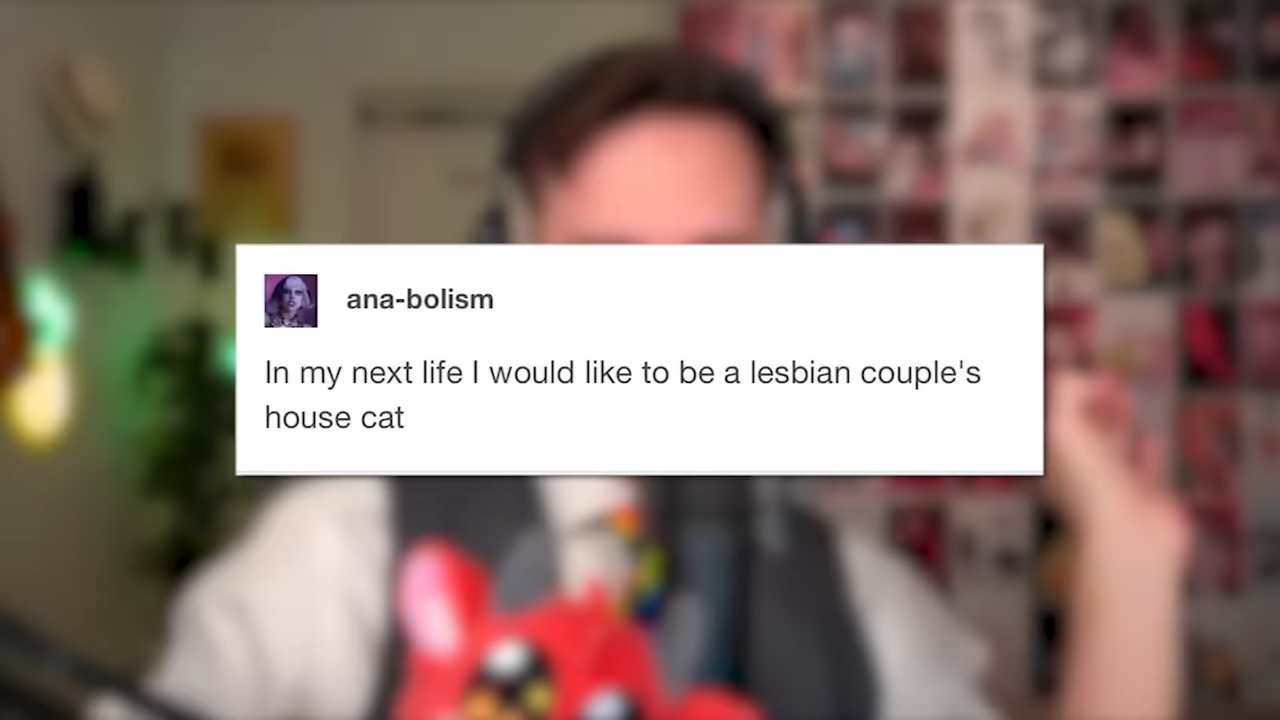 ana-bolism
In my next life I would like to be a lesbian couple's
house cat